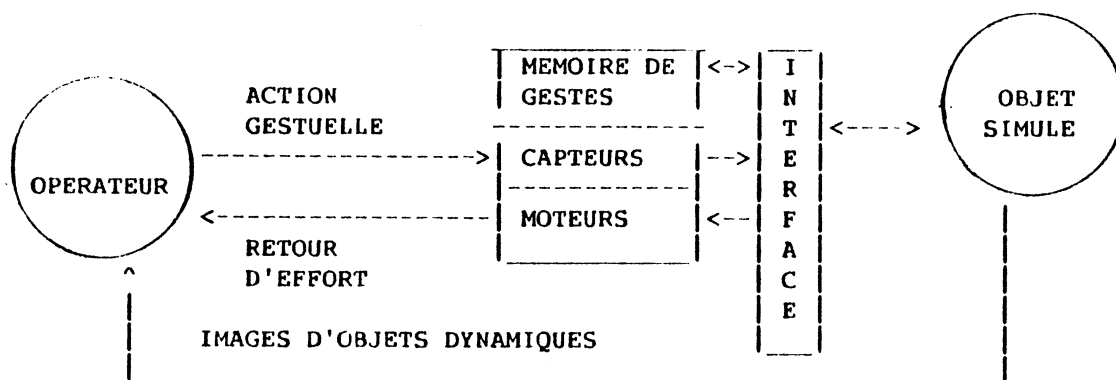 ACTION
GESTUELLE
OPERATEUR
RETOUR
D'EFFORT
IMAGES D'OBJETS DYNAMIQUES
MEMOIRE DE
GESTES
CAPTEURS
MOTEURS
INTERFACE
OBJET
SIMULE